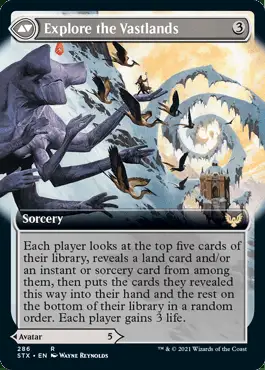 Explore the Vastlands 3
Sorcery
Each player looks at the top five cards of
their library, reveals a land card and/or
an instant or sorcery card from among
them, then puts the cards they revealed
this way into their hand and the rest on
the bottom of their library in a random
order. Each player gains 3 life.
Avatar 5
286 R
STX • EN Wayne Reynolds ™ & © 2021 Wizards of the Coast